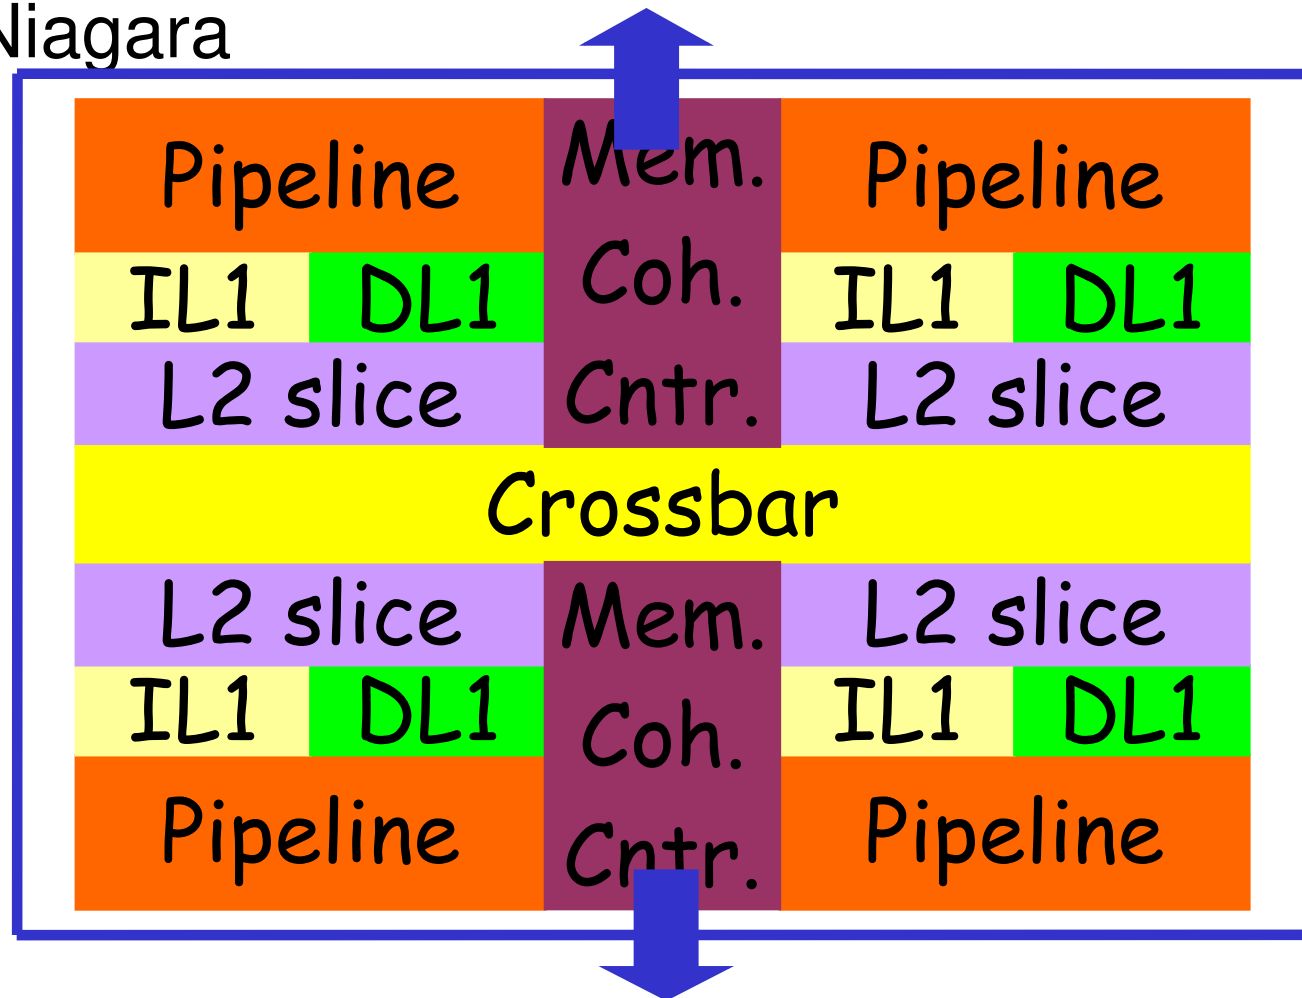 Niagara
Pipeline
Mem.
Pipeline
IL1
DL1
Coh.
IL1
DL1
L2 slice
Cntr.
L2 slice
Crossbar
L2 slice
Mem.
L2 slice
IL1
DL1
Coh.
IL1
DL1
Pipeline
Cntr.
Pipeline